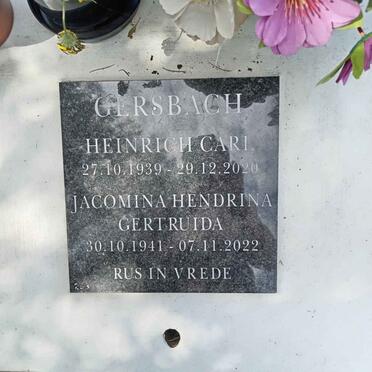 GERSBACH
HEINRICH CARL
27.10.1939 - 29.12.2020
JACOMINA HENDRINA
GERTRUIDA
30.10.1941 - 07.11.2022
RUS IN VREDE